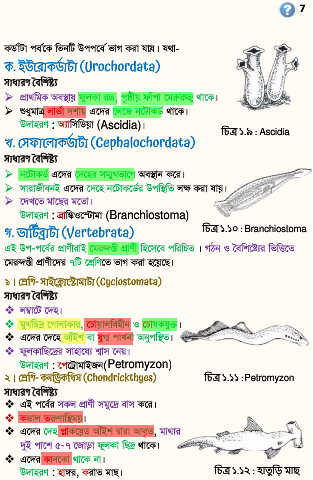 7
কর্ডাটা পর্বকে তিনটি উপপর্বে ভাগ করা যায়। যথা-
ক. ইউরোকর্ডাটা (Urochordata)
সাধারণ বৈশিষ্ট্য
➢ প্রাথমিক অবস্থায় ফুলকা রন্ধ্র, পৃষ্ঠীয় ফাঁপা স্নায়ুরজ্জু থাকে।
➢ শুধুমাত্র লার্ভা দশায় এদের দেহে নটোকর্ড থাকে।
উদাহরণ : অ্যাসিডিয়া (Ascidia)।
চিত্র ১.৯ : Ascidia
খ. সেফালোকর্ডাটা (Cephalochordata)
সাধারণ বৈশিষ্ট্য
➢ নটোকর্ড এদের দেহের সম্মুখভাগে অবস্থান করে।
➢ সারাজীবনই এদের দেহে নটোকর্ডের উপস্থিতি লক্ষ করা যায়।
➢ দেখতে মাছের মতো।
উদাহরণ : ব্রাঙ্কিওস্টোমা (Branchiostoma)
চিত্র ১.১০ : Branchiostoma
গ. ভার্টিব্রাটা (Vertebrata)
এই উপ-পর্বের প্রাণীরাই মেরুদণ্ডী প্রাণী হিসেবে পরিচিত । গঠন ও বৈশিষ্ট্যের ভিত্তিতে
মেরুদণ্ডী প্রাণীদের ৭টি শ্রেণিতে ভাগ করা হয়েছে।
১। শ্রেণি- সাইক্লোস্টোমাটা (Cyclostomata)
সাধারণ বৈশিষ্ট্য
❖ লম্বাটে দেহ।
❖ মুখছিদ্র গোলাকার, চোয়ালবিহীন ও চোষকযুক্ত।
❖ এদের দেহে আঁইশ বা যুগ্ম পাখনা অনুপস্থিত।
❖ ফুলকাছিদ্রের সাহায্যে শ্বাস নেয়।
উদাহরণ : পেট্রোমাইজন(Petromyzon)
চিত্র ১.১১ : Petromyzon
২। শ্রেণি- কনড্রিকথিস (Chondrickthyes)
সাধারণ বৈশিষ্ট্য
❖ এই পর্বের সকল প্রাণী সমুদ্রে বাস করে।
❖ কঙ্কাল তরুণাস্থিময়।
❖ এদের দেহ প্লাকয়েড আঁইশ দ্বারা আবৃত, মাথার
দুই পাশে ৫-৭ জোড়া ফুলকা ছিদ্র থাকে।
❖ এদের কানকো থাকে না।
উদাহরণ : হাঙ্গর, করাত মাছ।
চিত্র ১.১২ : হাতুড়ি মাছ